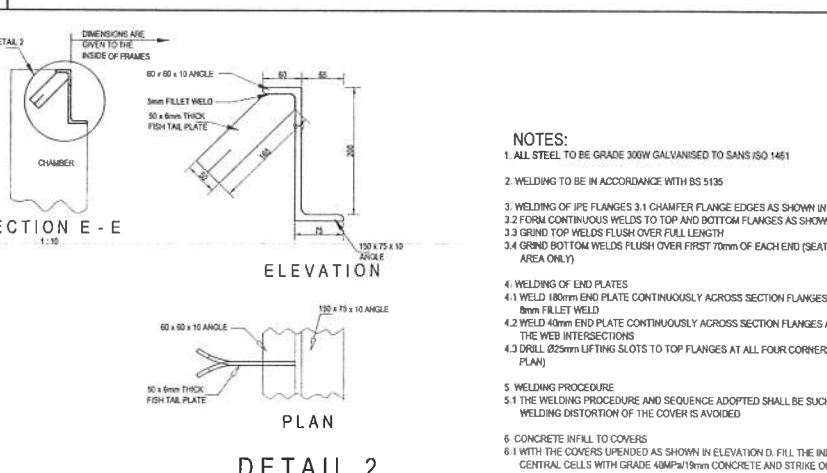 DIMENSIONS ARE
GIVEN TO THE
INSIDE OF FRAMES
ETAIL 2
CHAMBER
ECTION E - E
1:10
60 x 60 x 10 ANGLE
5mm FILLET WELD
50 x 6mm THICK
FISH TAIL PLATE
60
65
200
165
50
75
150 x 75 x 10
ANGLE
ELEVATION
60 x 60 x 10 ANGLE
150 x 75 x 10 ANGLE
50 x 6mm THICK
FISH TAIL PLATE
PLAN
DETAIL 2
NOTES:
1. ALL STEEL TO BE GRADE 300W GALVANISED TO SANS ISO 1461
2. WELDING TO BE IN ACCORDANCE WITH BS 5135
3. WELDING OF IPE FLANGES 3.1 CHAMFER FLANGE EDGES AS SHOWN IN
3.2 FORM CONTINUOUS WELDS TO TOP AND BOTTOM FLANGES AS SHOW
3.3 GRIND TOP WELDS FLUSH OVER FULL LENGTH
3.4 GRIND BOTTOM WELDS FLUSH OVER FIRST 70mm OF EACH END (SEAT
AREA ONLY)
4. WELDING OF END PLATES
4.1 WELD 180mm END PLATE CONTINUOUSLY ACROSS SECTION FLANGES
8mm FILLET WELD
4.2 WELD 40mm END PLATE CONTINUOUSLY ACROSS SECTION FLANGES A
THE WEB INTERSECTIONS
4.3 DRILL Ø25mm LIFTING SLOTS TO TOP FLANGES AT ALL FOUR CORNER
PLAN)
5 WELDING PROCEDURE
5.1 THE WELDING PROCEDURE AND SEQUENCE ADOPTED SHALL BE SUCH
WELDING DISTORTION OF THE COVER IS AVOIDED
6. CONCRETE INFILL TO COVERS
6.1 WITH THE COVERS UPENDED AS SHOWN IN ELEVATION D. FILL THE IN
CENTRAL CELLS WITH GRADE 40MPa/19mm CONCRETE AND STRIKE O